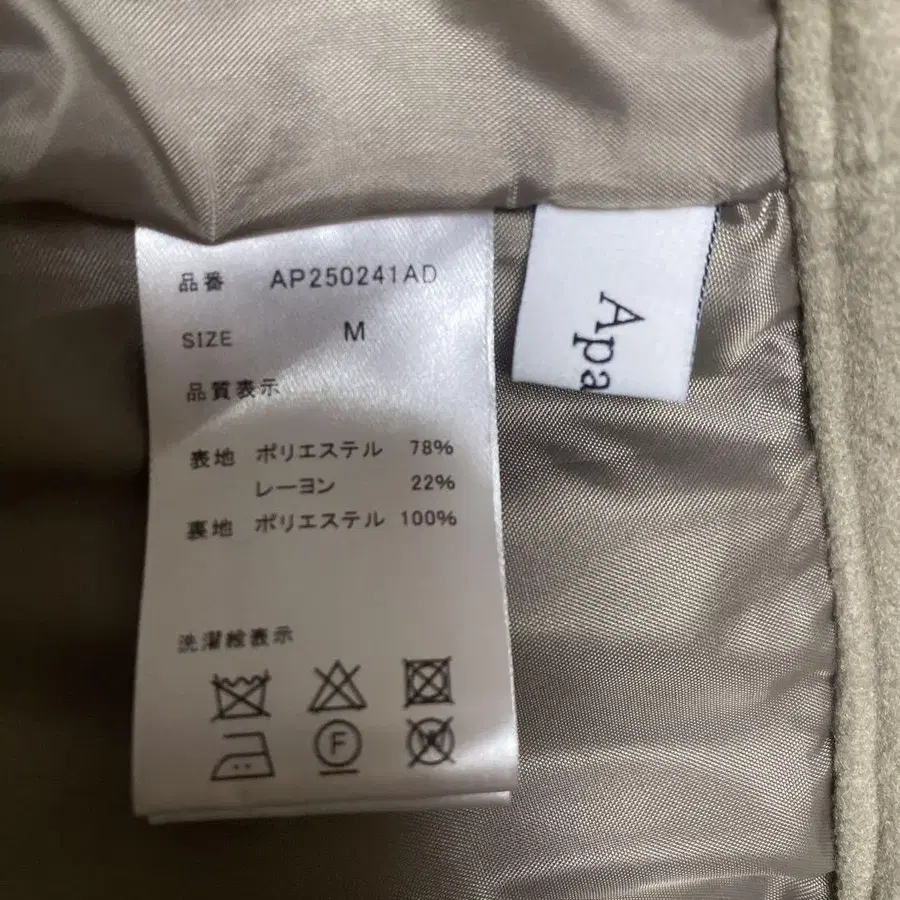 品番 AP250241AD
SIZE M
品質表示
表地 ポリエステル 78%
レーヨン 22%
裏地 ポリエステル 100%
洗濯絵表示
F
Apa